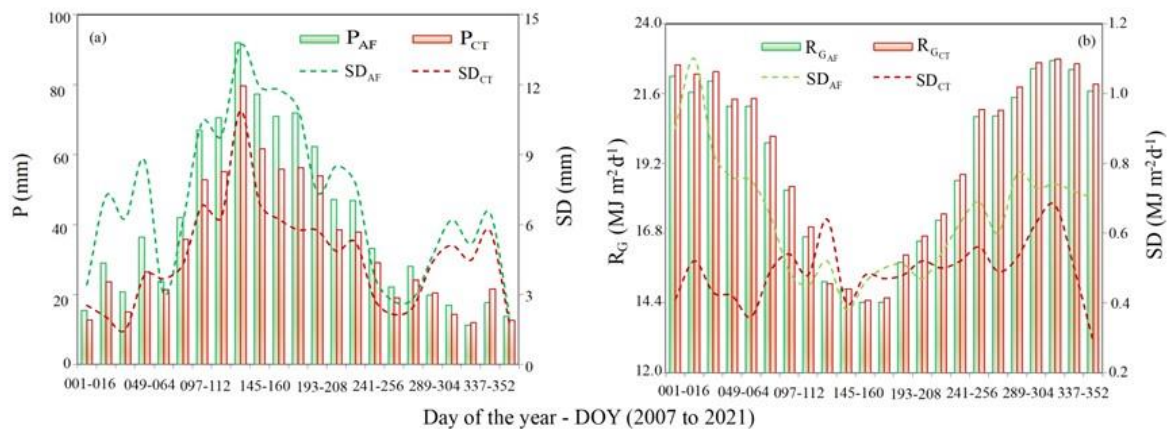 (a)
P_AF P_CT
SD_AF SD_CT
P (mm)
100
80
60
40
20
0
SD (mm)
15
12
9
6
3
0
001-016 049-064 097-112 145-160 193-208 241-256 289-304 337-352
(b)
R_G_AF R_G_CT
SD_AF SD_CT
R_G (MJ m²d⁻¹)
24.0
21.6
19.2
16.8
14.4
12.0
SD (MJ m²d⁻¹)
1.2
1.0
0.8
0.6
0.4
0.2
001-016 049-064 097-112 145-160 193-208 241-256 289-304 337-352
Day of the year - DOY (2007 to 2021)